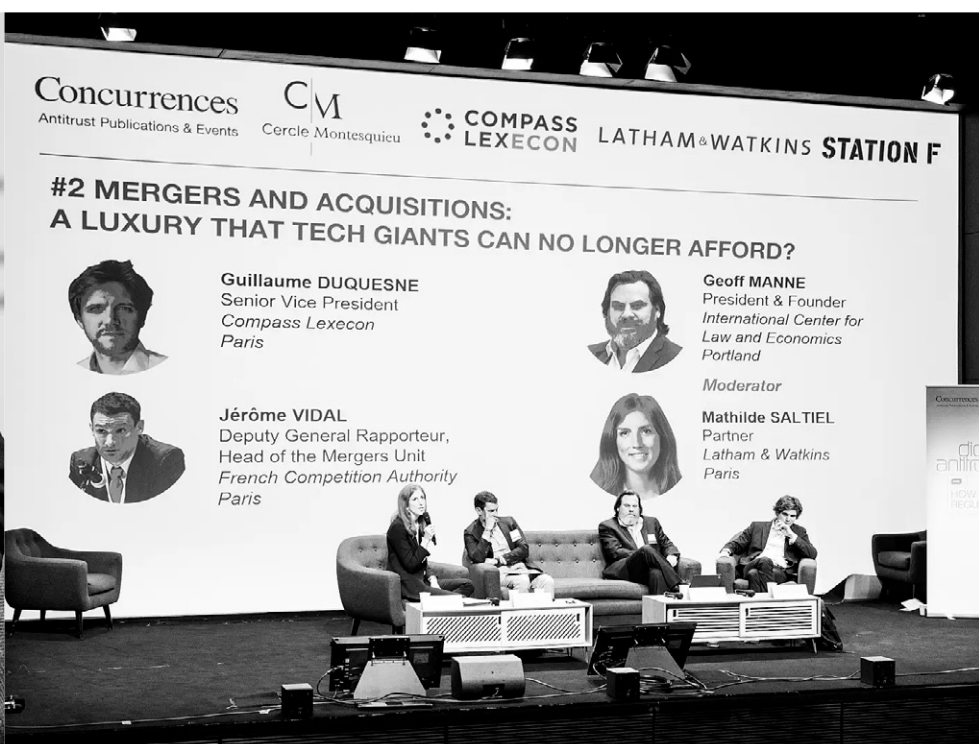 Concurrences
Antitrust Publications & Events
C M
Cercle Montesquieu
COMPASS
LEXECON
LATHAM&WATKINS
STATION F
#2 MERGERS AND ACQUISITIONS:
A LUXURY THAT TECH GIANTS CAN NO LONGER AFFORD?
Guillaume DUQUESNE
Senior Vice President
Compass Lexecon
Paris
Geoff MANNE
President & Founder
International Center for
Law and Economics
Portland
Jérôme VIDAL
Deputy General Rapporteur,
Head of the Mergers Unit
French Competition Authority
Paris
Moderator
Mathilde SALTIEL
Partner
Latham & Watkins
Paris
Concurrences
HOW